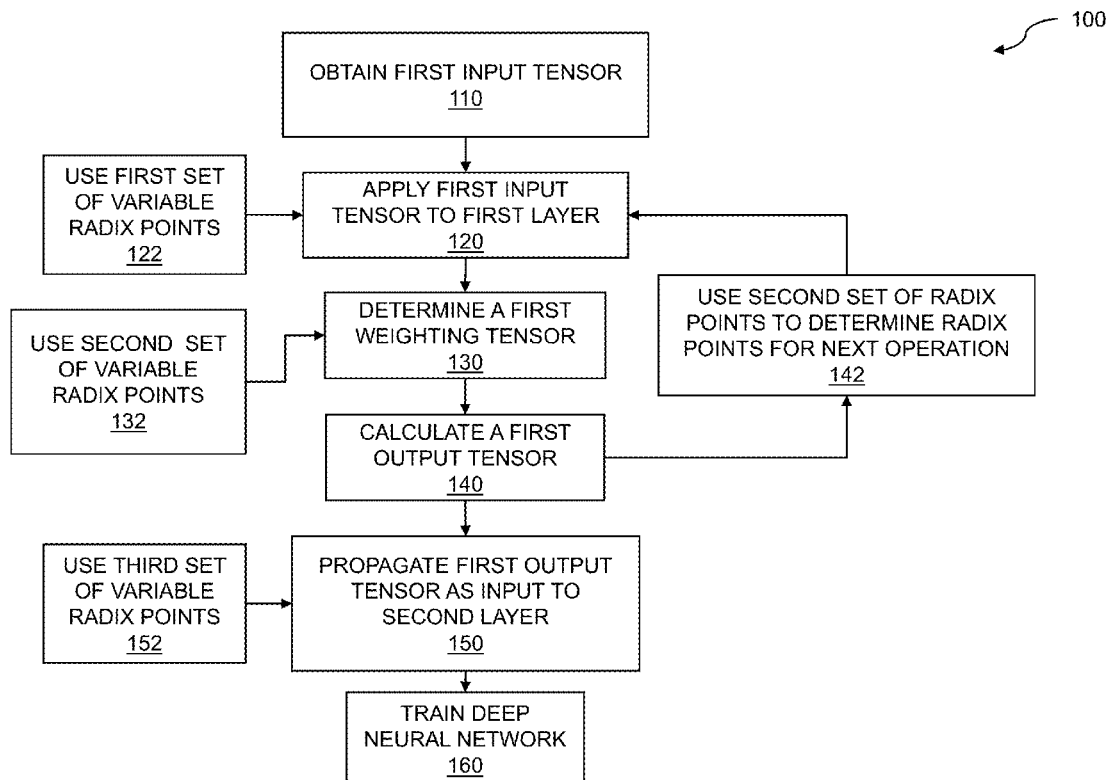 100
OBTAIN FIRST INPUT TENSOR
110
USE FIRST SET
OF VARIABLE
RADIX POINTS
122
APPLY FIRST INPUT
TENSOR TO FIRST LAYER
120
DETERMINE A FIRST
WEIGHTING TENSOR
130
USE SECOND SET
OF VARIABLE
RADIX POINTS
132
USE SECOND SET OF RADIX
POINTS TO DETERMINE RADIX
POINTS FOR NEXT OPERATION
142
CALCULATE A FIRST
OUTPUT TENSOR
140
USE THIRD SET
OF VARIABLE
RADIX POINTS
152
PROPAGATE FIRST OUTPUT
TENSOR AS INPUT TO
SECOND LAYER
150
TRAIN DEEP
NEURAL NETWORK
160